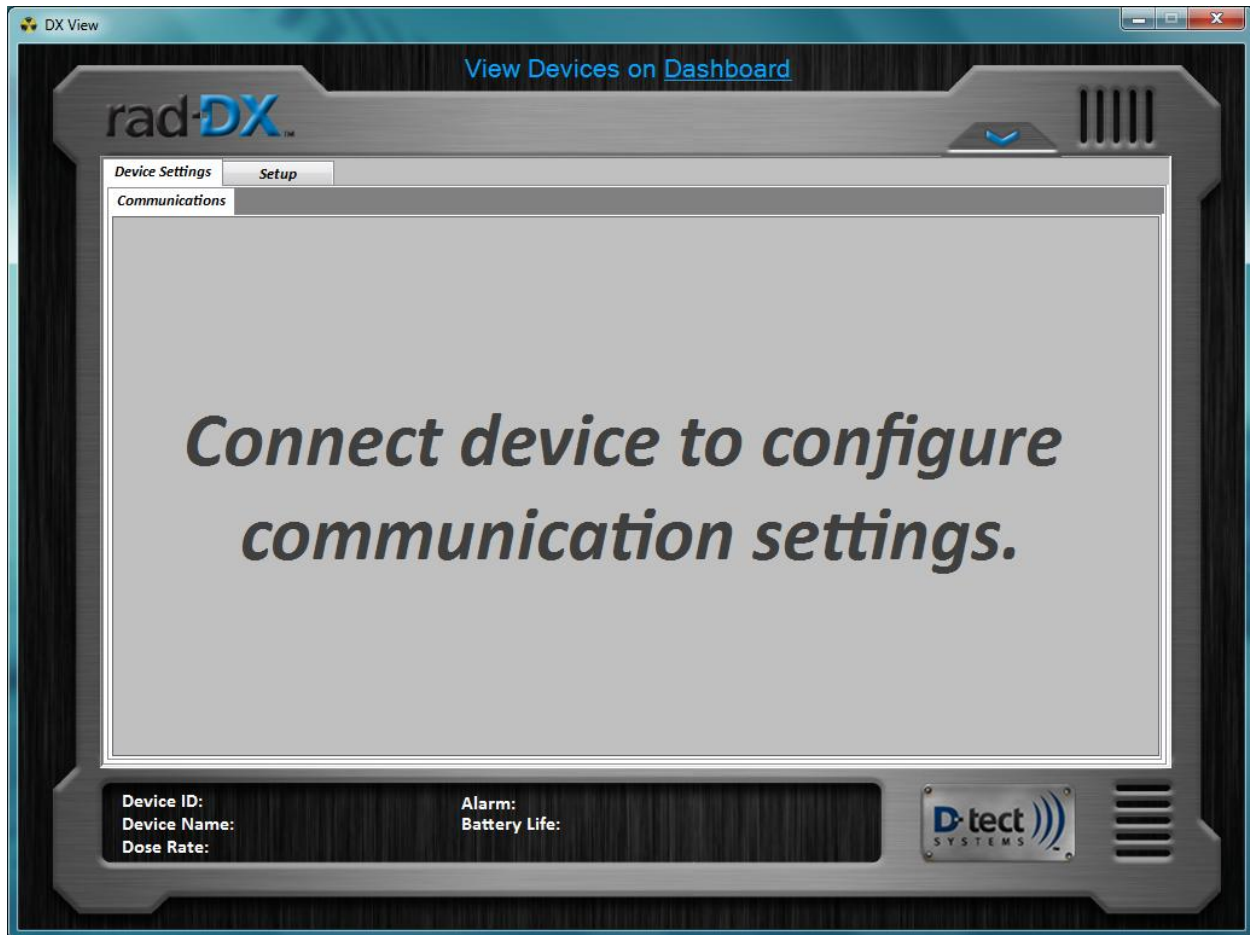 DX View
View Devices on Dashboard
rad-DX™
Device Settings Setup
Communications
Connect device to configure
communication settings.
Device ID:
Device Name:
Dose Rate:
Alarm:
Battery Life:
D-tect
SYSTEMS